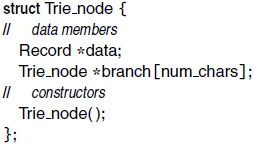 struct Trie_node {
// data members
Record *data;
Trie_node *branch[num_chars];
// constructors
Trie_node( );
};